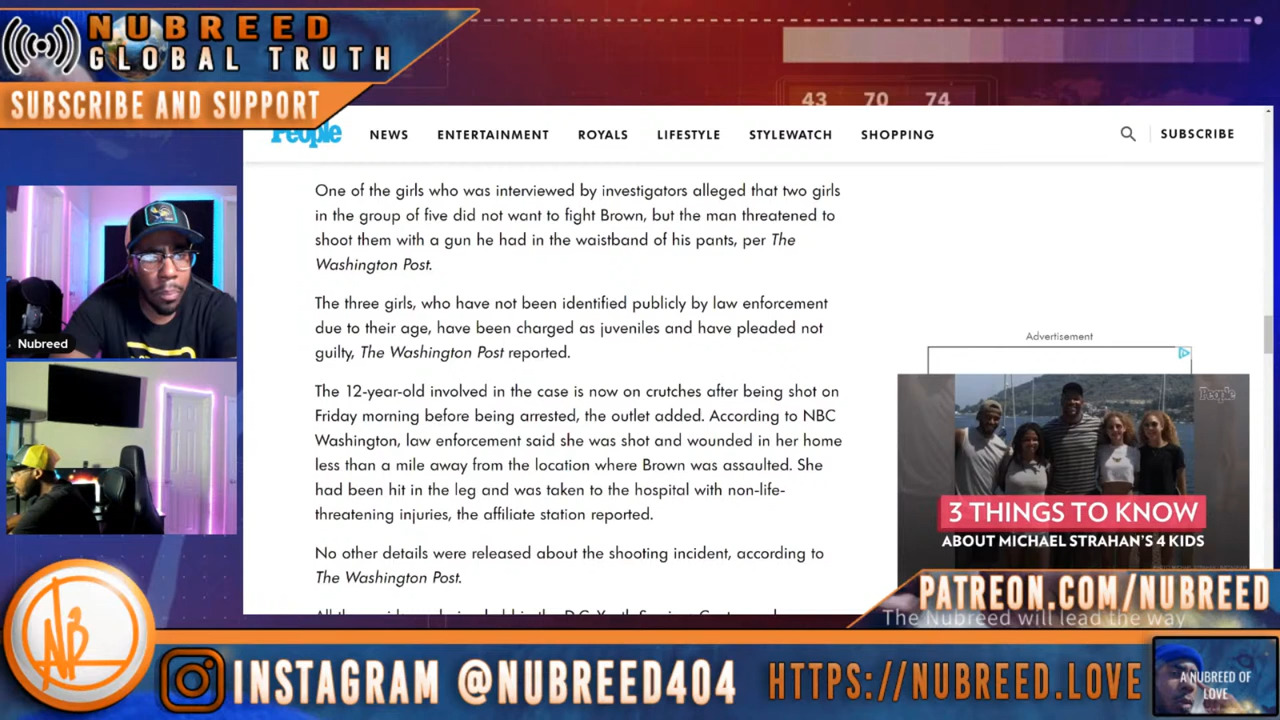 NUBREED
GLOBAL TRUTH
SUBSCRIBE AND SUPPORT
43 70 74
People
NEWS ENTERTAINMENT ROYALS LIFESTYLE STYLEWATCH SHOPPING SUBSCRIBE
One of the girls who was interviewed by investigators alleged that two girls
in the group of five did not want to fight Brown, but the man threatened to
shoot them with a gun he had in the waistband of his pants, per The
Washington Post.
The three girls, who have not been identified publicly by law enforcement
due to their age, have been charged as juveniles and have pleaded not
guilty, The Washington Post reported.
The 12-year-old involved in the case is now on crutches after being shot on
Friday morning before being arrested, the outlet added. According to NBC
Washington, law enforcement said she was shot and wounded in her home
less than a mile away from the location where Brown was assaulted. She
had been hit in the leg and was taken to the hospital with non-life-
threatening injuries, the affiliate station reported.
No other details were released about the shooting incident, according to
The Washington Post.
Nubreed
Advertisement
People
3 THINGS TO KNOW
ABOUT MICHAEL STRAHAN'S 4 KIDS
PATREON.COM/NUBREED
The Nubreed will lead the way
NB
INSTAGRAM @NUBREED404
HTTPS://NUBREED.LOVE
A NUBREED OF
LOVE